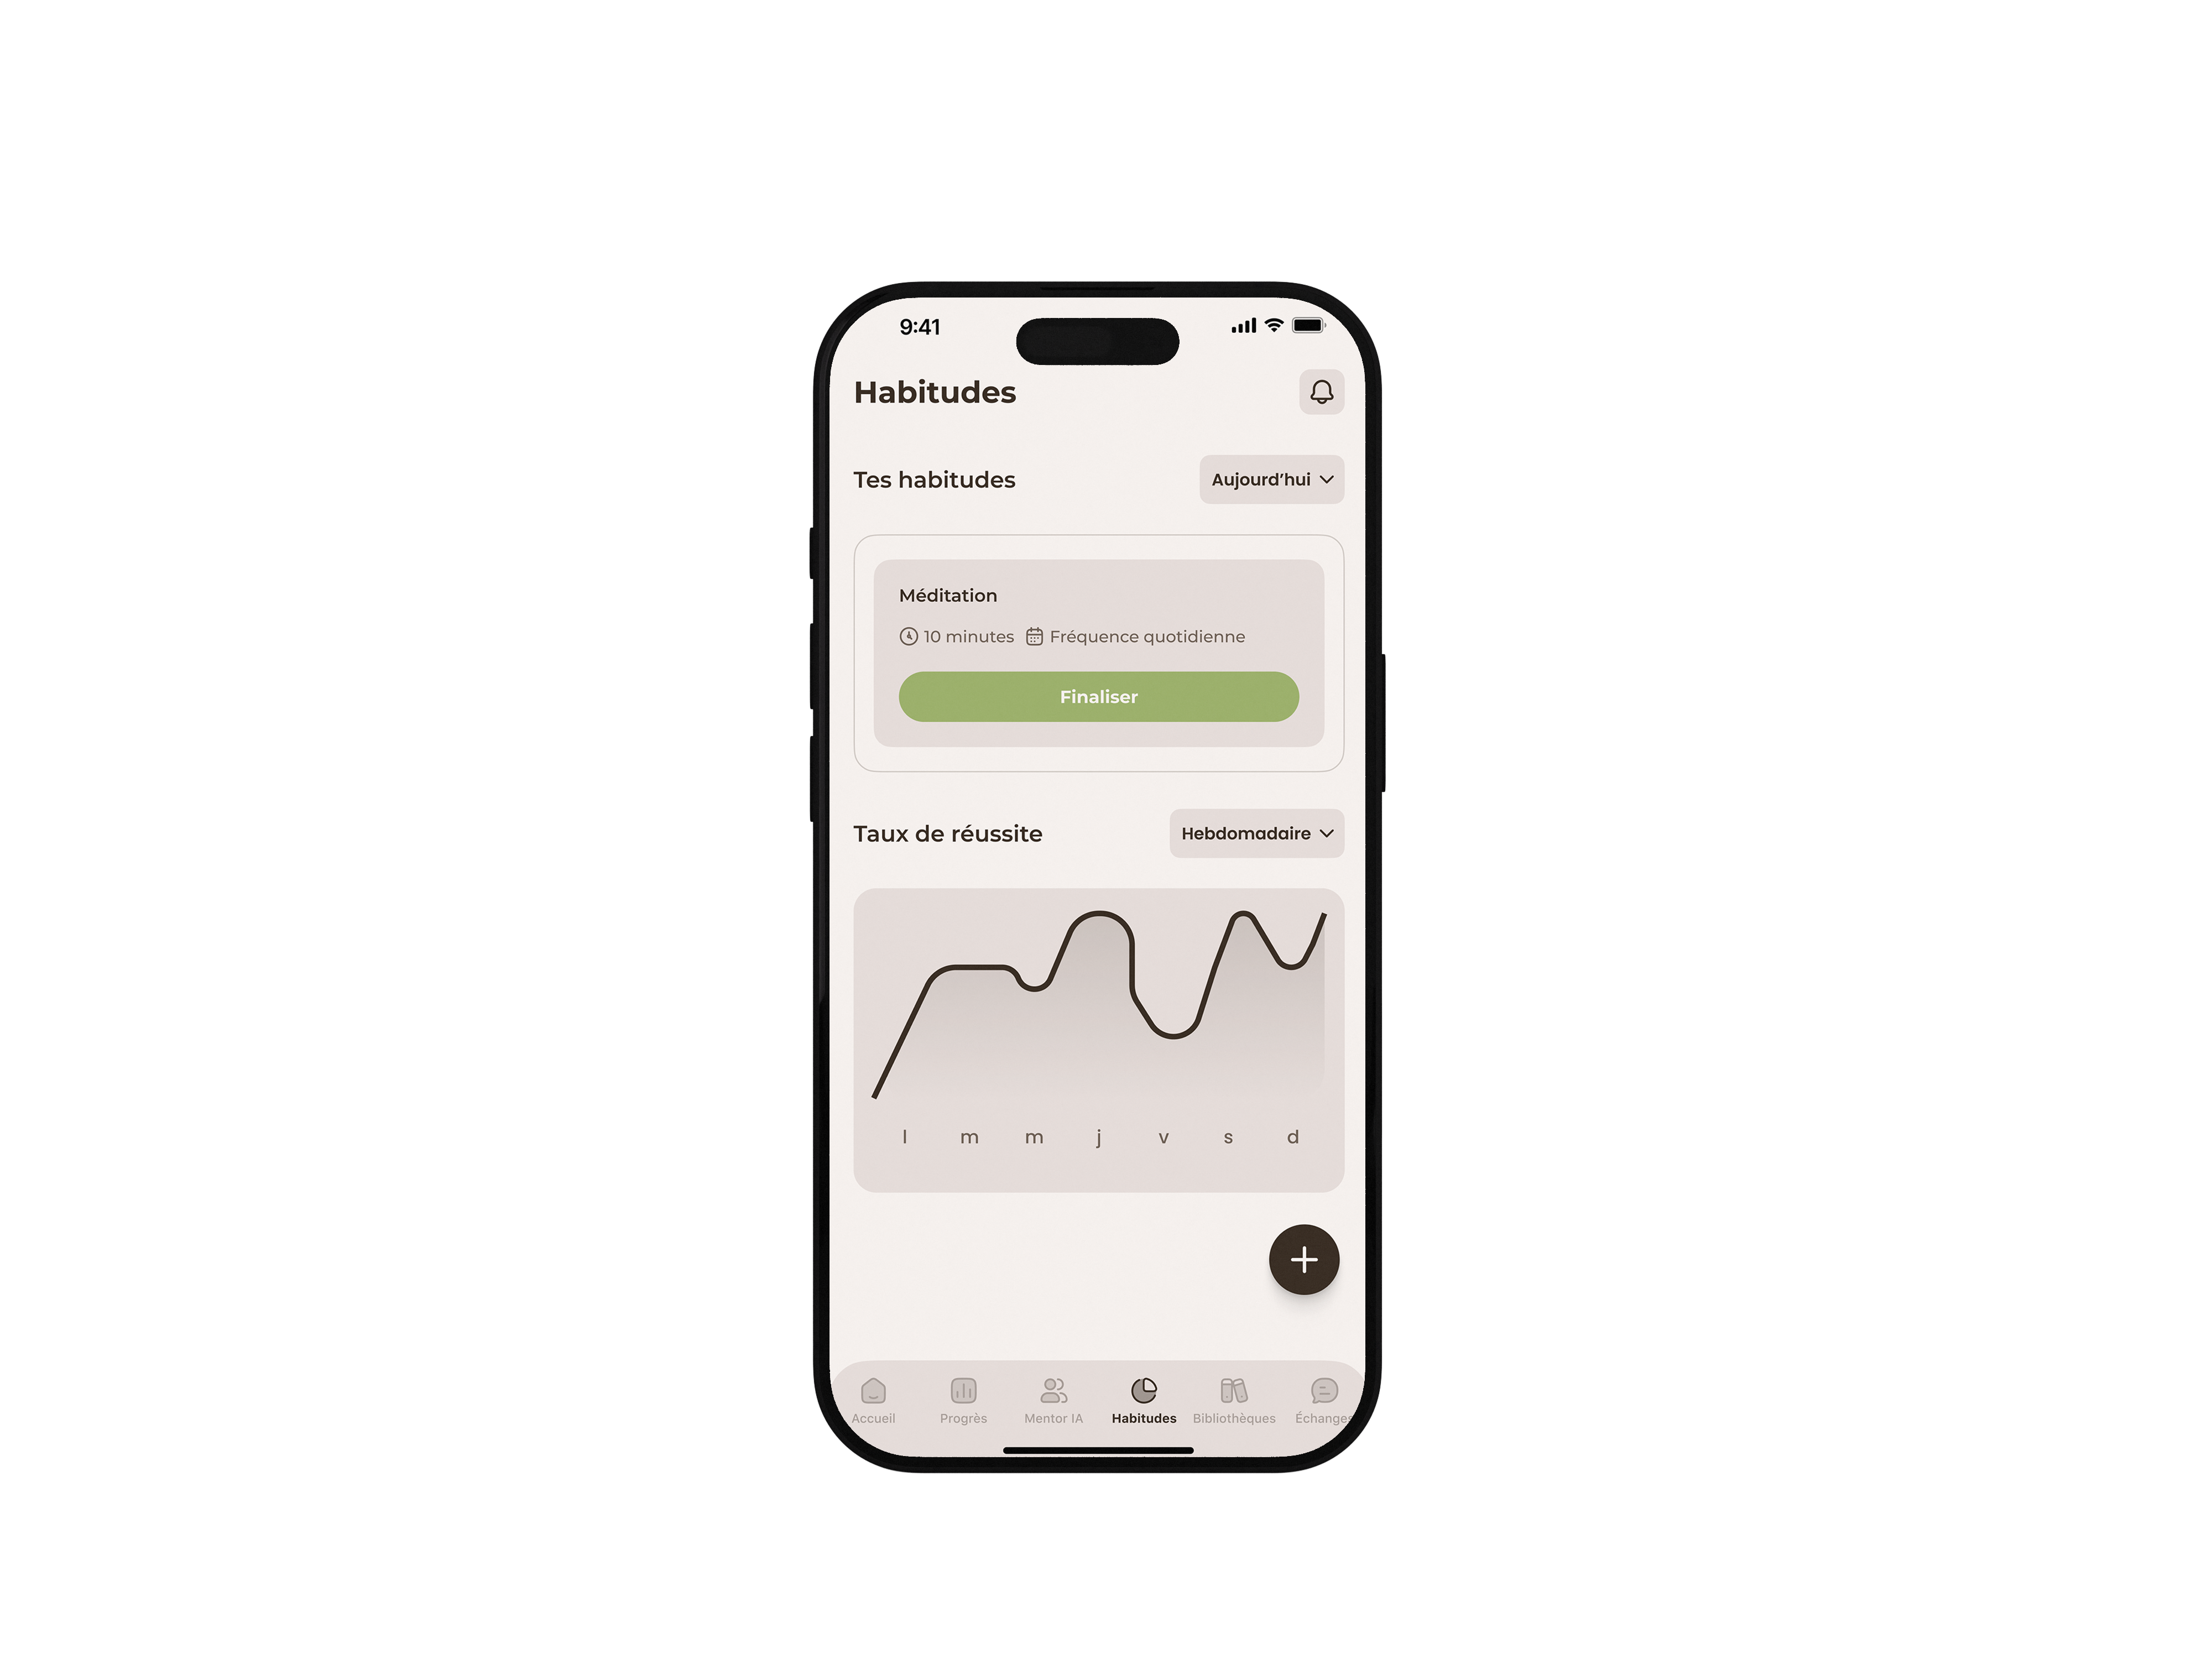 9:41
Habitudes
Tes habitudes
Aujourd’hui
Méditation
10 minutes Fréquence quotidienne
Finaliser
Taux de réussite
Hebdomadaire
l m m j v s d
Accueil Progrès Mentor IA Habitudes Bibliothèques Échanges